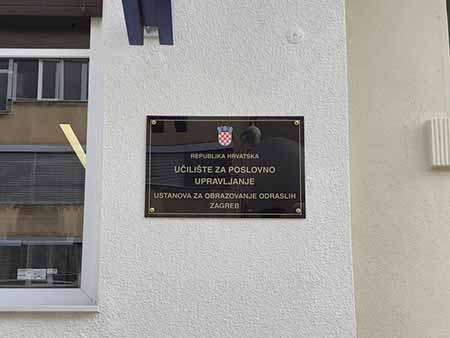 REPUBLIKA HRVATSKA
UČILIŠTE ZA POSLOVNO
UPRAVLJANJE
USTANOVA ZA OBRAZOVANJE ODRASLIH
ZAGREB